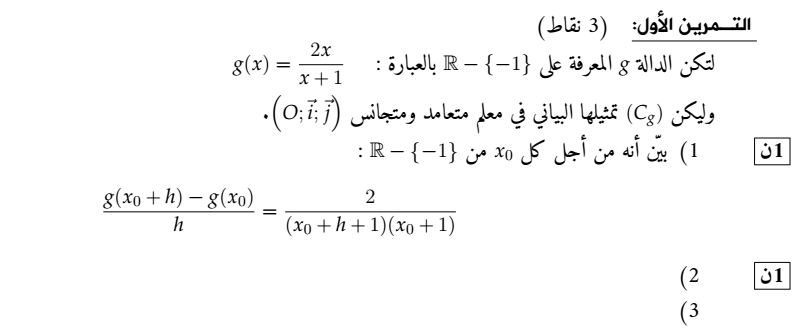 التـــمرين الأول: (3 نقاط)
لتكن الدالة g المعرفة على ℝ − {−1} بالعبارة : g(x) = 2x/(x + 1)
وليكن (C_g) تمثيلها البياني في معلم متعامد ومتجانس (O; i⃗; j⃗).
1ن 1) بيّن أنه من أجل كل x₀ من ℝ − {−1} :
(g(x₀ + h) − g(x₀))/h = 2/((x₀ + h + 1)(x₀ + 1))
1ن 2)
3)